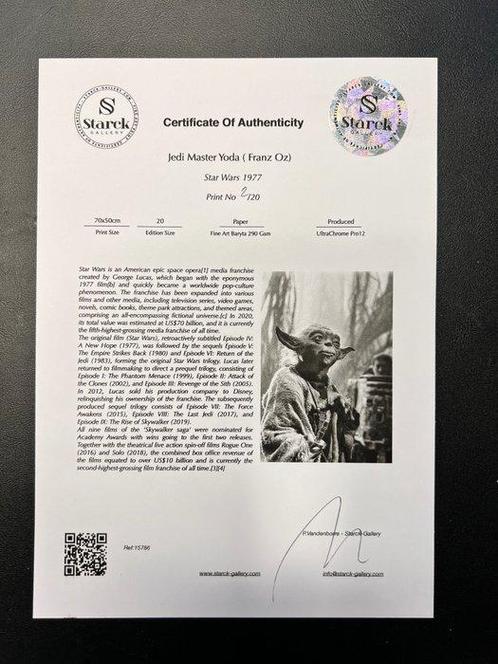 S
Starck
GALLERY
Certificate Of Authenticity
S
Starck
GALLERY
Jedi Master Yoda ( Franz Oz)
Star Wars 1977
Print No 2/20
70x50cm
Print Size
20
Edition Size
Paper
Fine Art Baryta 290 Gsm
Produced
UltraChrome Pro12
Star Wars is an American epic space opera[1] media franchise
created by George Lucas, which began with the eponymous
1977 film[b] and quickly became a worldwide pop-culture
phenomenon. The franchise has been expanded into various
films and other media, including television series, video games,
novels, comic books, theme park attractions, and themed areas,
comprising an all-encompassing fictional universe.[c] In 2020,
its total value was estimated at US$70 billion, and it is currently
the fifth-highest-grossing media franchise of all time.
The original film (Star Wars), retroactively subtitled Episode IV:
A New Hope (1977), was followed by the sequels Episode V:
The Empire Strikes Back (1980) and Episode VI: Return of the
Jedi (1983), forming the original Star Wars trilogy. Lucas later
returned to filmmaking to direct a prequel trilogy, consisting of
Episode I: The Phantom Menace (1999), Episode II: Attack of
the Clones (2002), and Episode III: Revenge of the Sith (2005).
In 2012, Lucas sold his production company to Disney,
relinquishing his ownership of the franchise. The subsequently
produced sequel trilogy consists of Episode VII: The Force
Awakens (2015), Episode VIII: The Last Jedi (2017), and
Episode IX: The Rise of Skywalker (2019).
All nine films of the 'Skywalker saga' were nominated for
Academy Awards with wins going to the first two releases.
Together with the theatrical live action spin-off films Rogue One
(2016) and Solo (2018), the combined box office revenue of
the films equated to over US$10 billion and is currently the
second-highest-grossing film franchise of all time.[3][4]
P.Vandenboorn - Starck-Gallery
Ref:15786
www.starck-gallery.com
info@starck-gallery.com